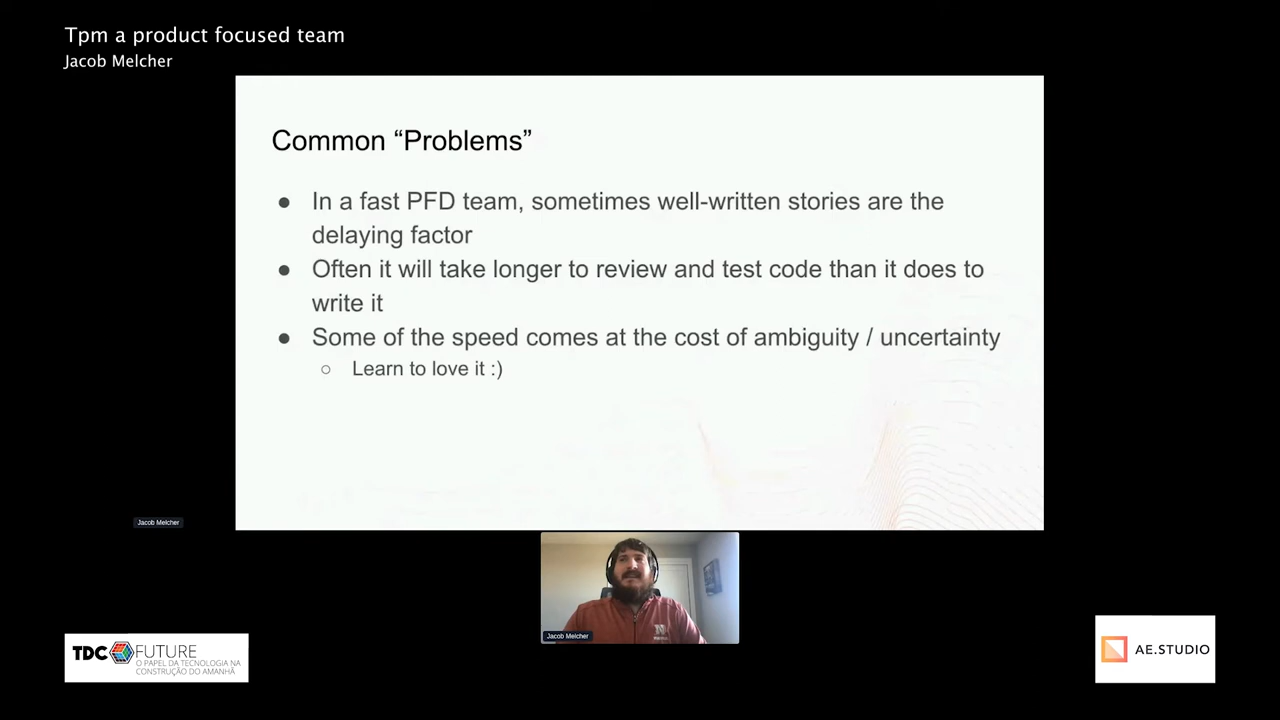 Tpm a product focused team
Jacob Melcher
Common “Problems”
● In a fast PFD team, sometimes well-written stories are the
delaying factor
● Often it will take longer to review and test code than it does to
write it
● Some of the speed comes at the cost of ambiguity / uncertainty
○ Learn to love it :)
Jacob Melcher
Jacob Melcher
TDC FUTURE
O PAPEL DA TECNOLOGIA NA
CONSTRUÇÃO DO AMANHÃ
AE.STUDIO